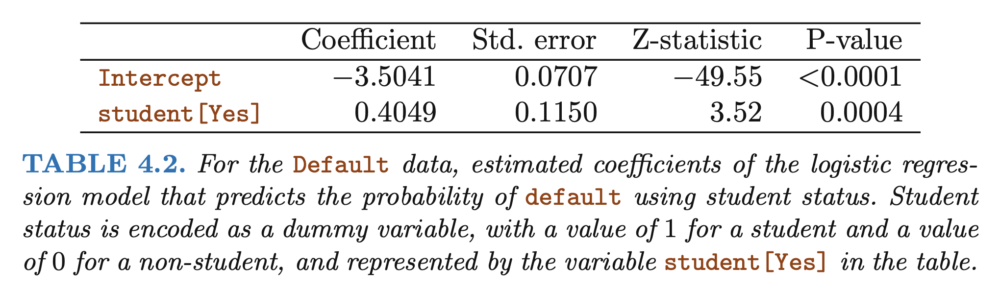 Coefficient Std. error Z-statistic P-value
Intercept −3.5041 0.0707 −49.55 <0.0001
student[Yes] 0.4049 0.1150 3.52 0.0004
TABLE 4.2. For the Default data, estimated coefficients of the logistic regres-
sion model that predicts the probability of default using student status. Student
status is encoded as a dummy variable, with a value of 1 for a student and a value
of 0 for a non-student, and represented by the variable student[Yes] in the table.